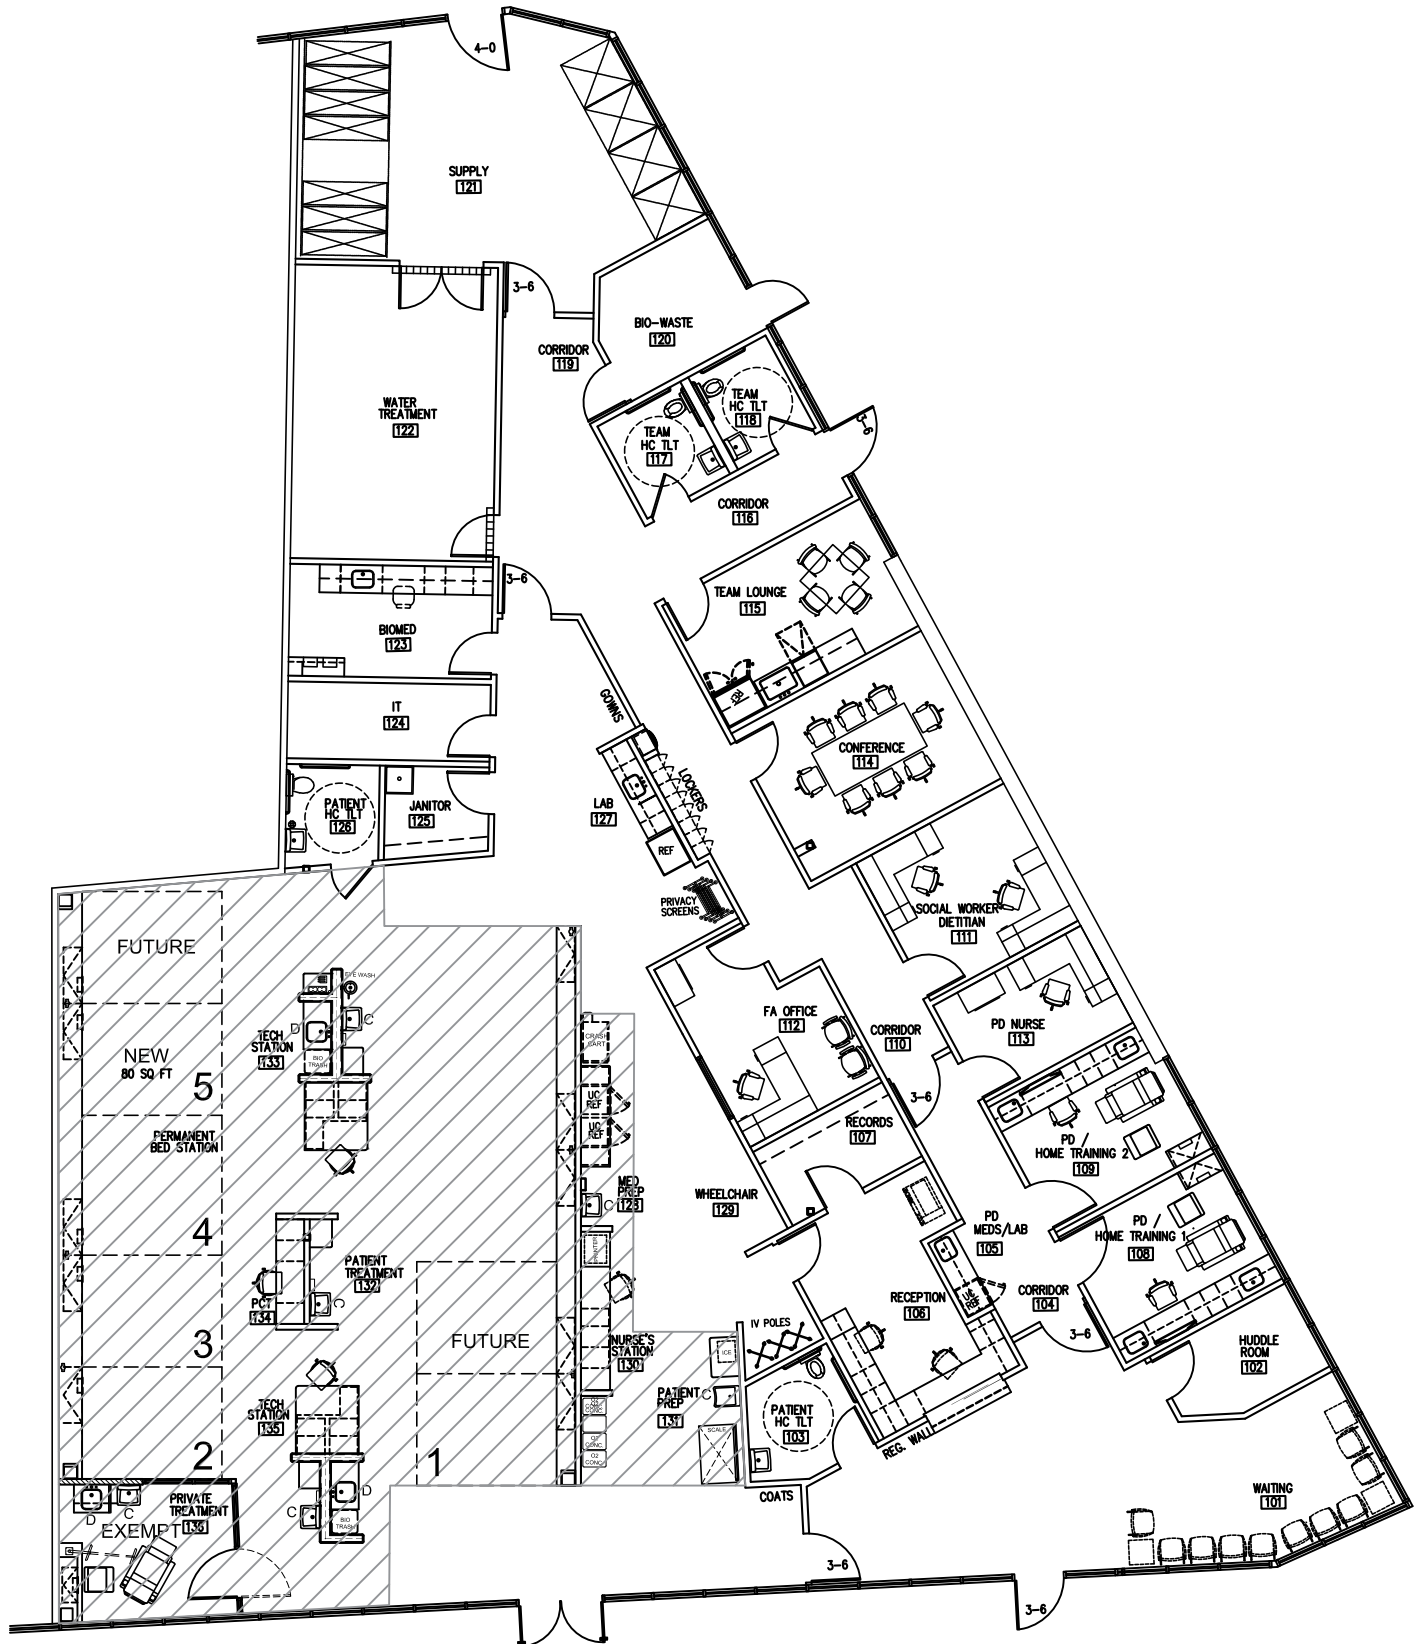 4-0
SUPPLY
121
3-6
BIO-WASTE
120
CORRIDOR
119
WATER
TREATMENT
122
TEAM
HC TLT
118
TEAM
HC TLT
117
3-6
CORRIDOR
116
3-6
TEAM LOUNGE
115
BIOMED
123
REF
GOWNS
IT
124
CONFERENCE
114
LOCKERS
PATIENT
HC TLT
126
JANITOR
125
LAB
127
REF
PRIVACY
SCREENS
SOCIAL WORKER
DIETITIAN
111
FUTURE
EYE WASH
D
C
TECH
STATION
133
BIO
TRASH
FA OFFICE
112
CORRIDOR
110
PD NURSE
113
CRASH
CART
NEW
80 SQ FT
5
UC
REF
UC
REF
3-6
RECORDS
107
PERMANENT
BED STATION
PD /
HOME TRAINING 2
109
MED
PREP
128
C
WHEELCHAIR
129
4
PD
MEDS/LAB
105
PD /
HOME TRAINING 1
108
PRINTER
PATIENT
TREATMENT
132
PCT
134
C
RECEPTION
106
UC
REF
CORRIDOR
104
3-6
3
FUTURE
NURSE'S
STATION
130
IV POLES
ICE
HUDDLE
ROOM
102
TECH
STATION
135
PATIENT
PREP
131
C
PATIENT
HC TLT
103
O2
CONC
O2
CONC
O2
CONC
SCALE
REG. WALL
2
1
D
C
PRIVATE
TREATMENT
136
EXEMPT
D
C
BIO
TRASH
COATS
WAITING
101
3-6
3-6